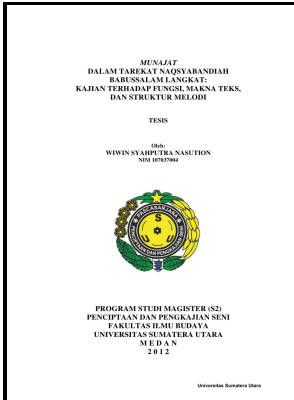 MUNAJAT
DALAM TAREKAT NAQSYABANDIAH
BABUSSALAM LANGKAT:
KAJIAN TERHADAP FUNGSI, MAKNA TEKS,
DAN STRUKTUR MELODI
TESIS
Oleh:
WIWIN SYAHPUTRA NASUTION
NIM 107037004
PASCASARJANA
U S U
PROGRAM STUDI MAGISTER (S2)
PENCIPTAAN DAN PENGKAJIAN SENI
FAKULTAS ILMU BUDAYA
UNIVERSITAS SUMATERA UTARA
M E D A N
2 0 1 2
Universitas Sumatera Utara